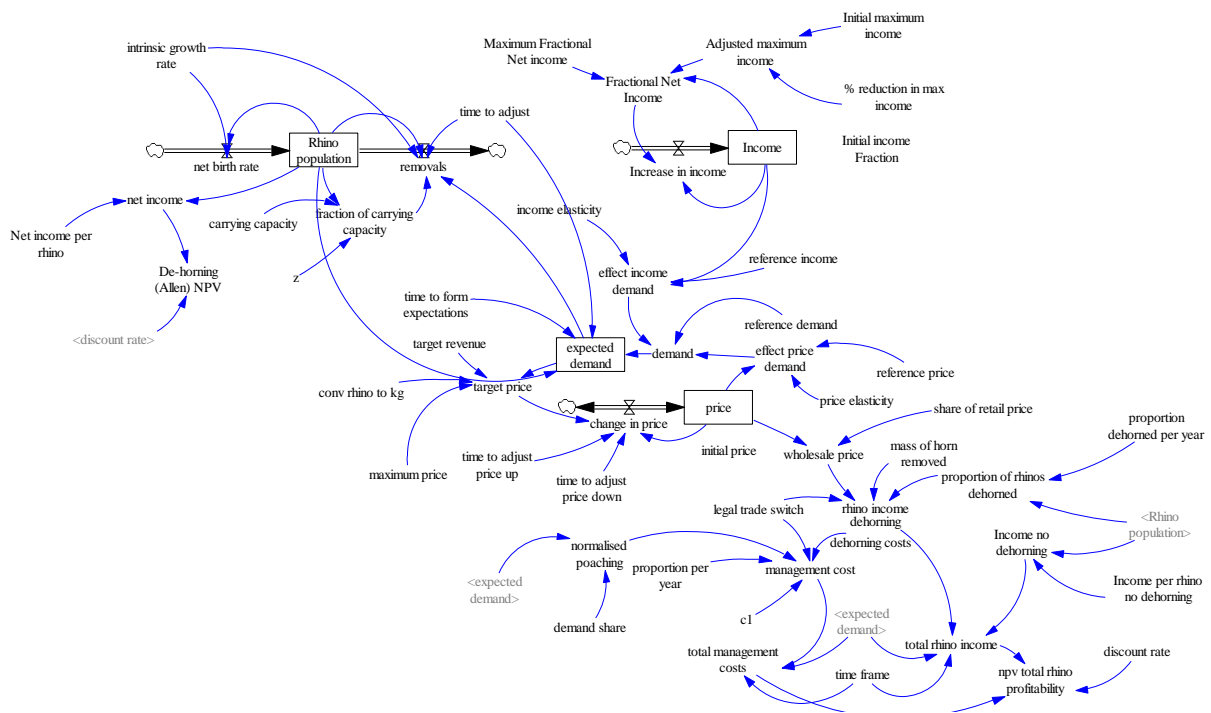 Initial maximum
income
intrinsic growth
rate
Maximum Fractional
Net income
Adjusted maximum
income
Fractional Net
Income
% reduction in max
income
time to adjust
Rhino
population
net birth rate
removals
Income
Initial income
Fraction
Increase in income
net income
carrying capacity
fraction of carrying
capacity
income elasticity
Net income per
rhino
De-horning
(Allen) NPV
z
effect income
demand
reference income
time to form
expectations
<discount rate>
reference demand
target revenue
expected
demand
demand
effect price
demand
reference price
conv rhino to kg
target price
price elasticity
price
share of retail price
change in price
proportion
dehorned per year
maximum price
time to adjust
price up
initial price
wholesale price
mass of horn
removed
time to adjust
price down
proportion of rhinos
dehorned
legal trade switch
rhino income
dehorning
<Rhino
population>
normalised
poaching
dehorning costs
Income no
dehorning
<expected
demand>
proportion per
year
management cost
Income per rhino
no dehorning
demand share
c1
<expected
demand>
total management
costs
total rhino income
discount rate
time frame
npv total rhino
profitability